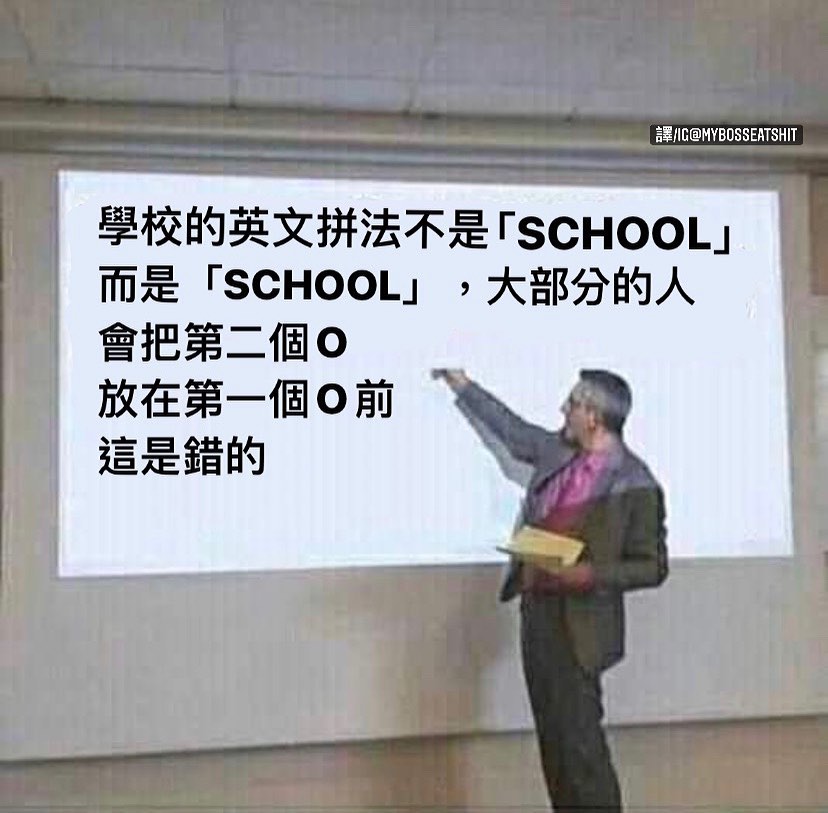 譯/IG@MYBOSSEATSHIT
學校的英文拼法不是「SCHOOL」
而是「SCHOOL」，大部分的人
會把第二個O
放在第一個O前
這是錯的